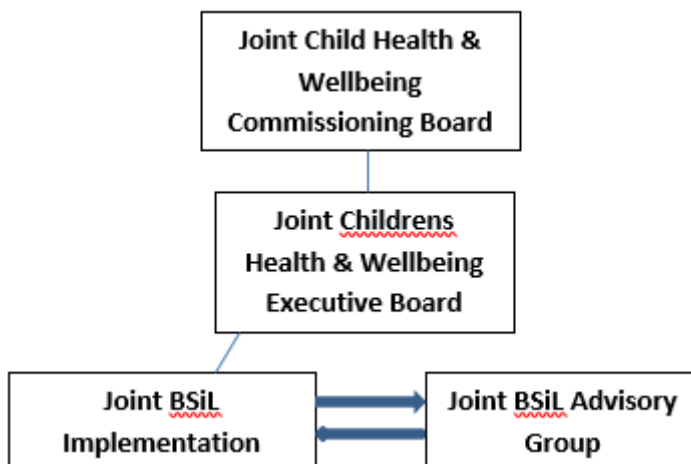 Joint Child Health &
Wellbeing
Commissioning Board
Joint Childrens
Health & Wellbeing
Executive Board
Joint BSiL
Implementation
Joint BSiL Advisory
Group